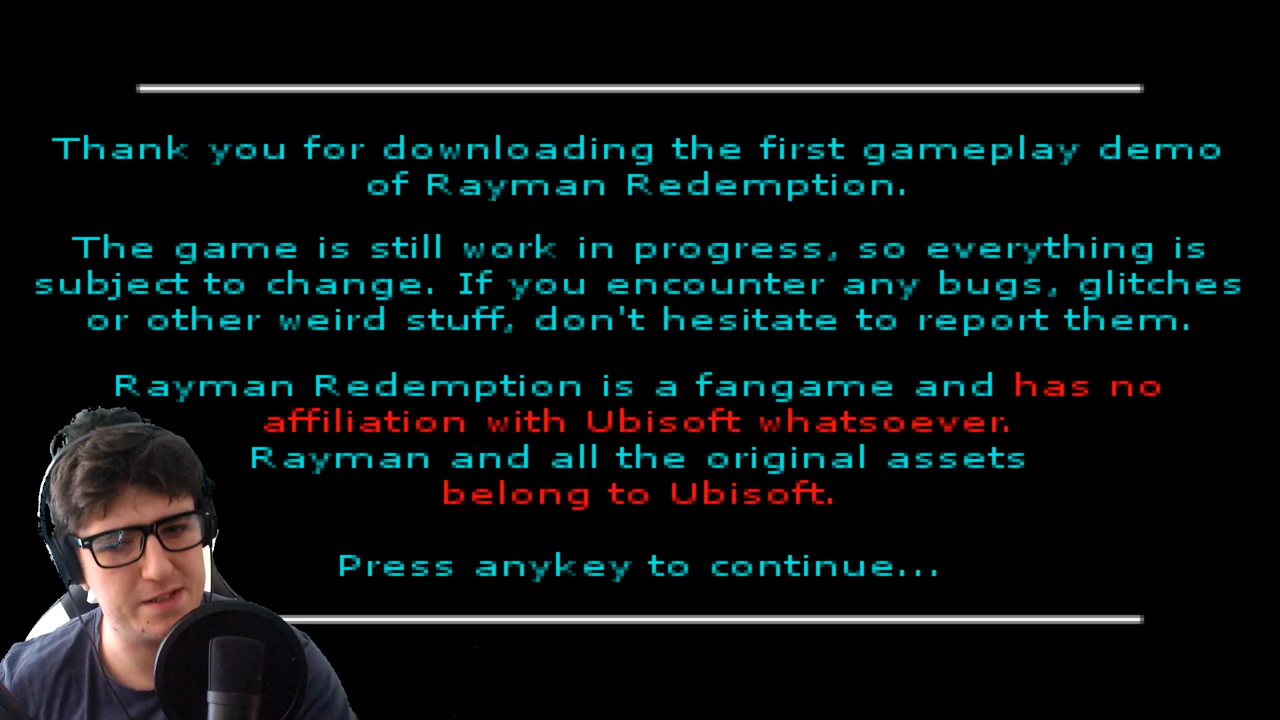 Thank you for downloading the first gameplay demo
of Rayman Redemption.
The game is still work in progress, so everything is
subject to change. If you encounter any bugs, glitches
or other weird stuff, don't hesitate to report them.
Rayman Redemption is a fangame and has no
affiliation with Ubisoft whatsoever.
Rayman and all the original assets
belong to Ubisoft.
Press anykey to continue...